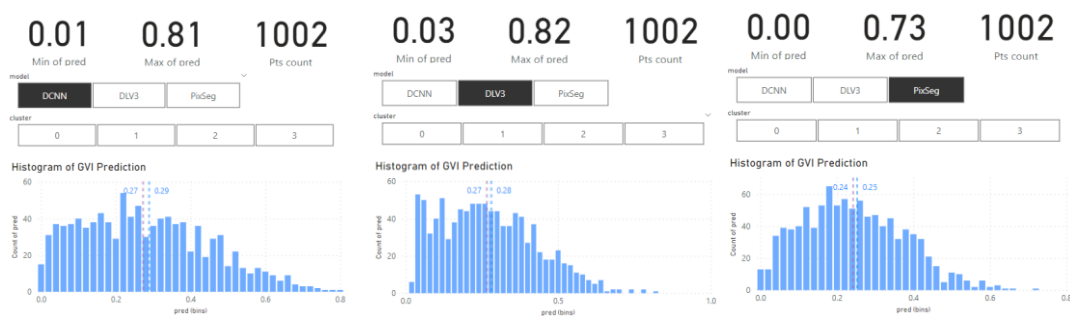 0.01 0.81 1002
Min of pred Max of pred Pts count
model
DCNN DLV3 PixSeg
cluster
0 1 2 3
Histogram of GVI Prediction
60
40
20
0
Count of pred
0.27 0.29
0.0 0.2 0.4 0.6 0.8
pred (bins)
0.03 0.82 1002
Min of pred Max of pred Pts count
model
DCNN DLV3 PixSeg
cluster
0 1 2 3
Histogram of GVI Prediction
60
40
20
0
Count of pred
0.27 0.28
0.0 0.5 1.0
pred (bins)
0.00 0.73 1002
Min of pred Max of pred Pts count
model
DCNN DLV3 PixSeg
cluster
0 1 2 3
Histogram of GVI Prediction
60
40
20
0
Count of pred
0.24 0.25
0.0 0.2 0.4 0.6 0.8
pred (bins)